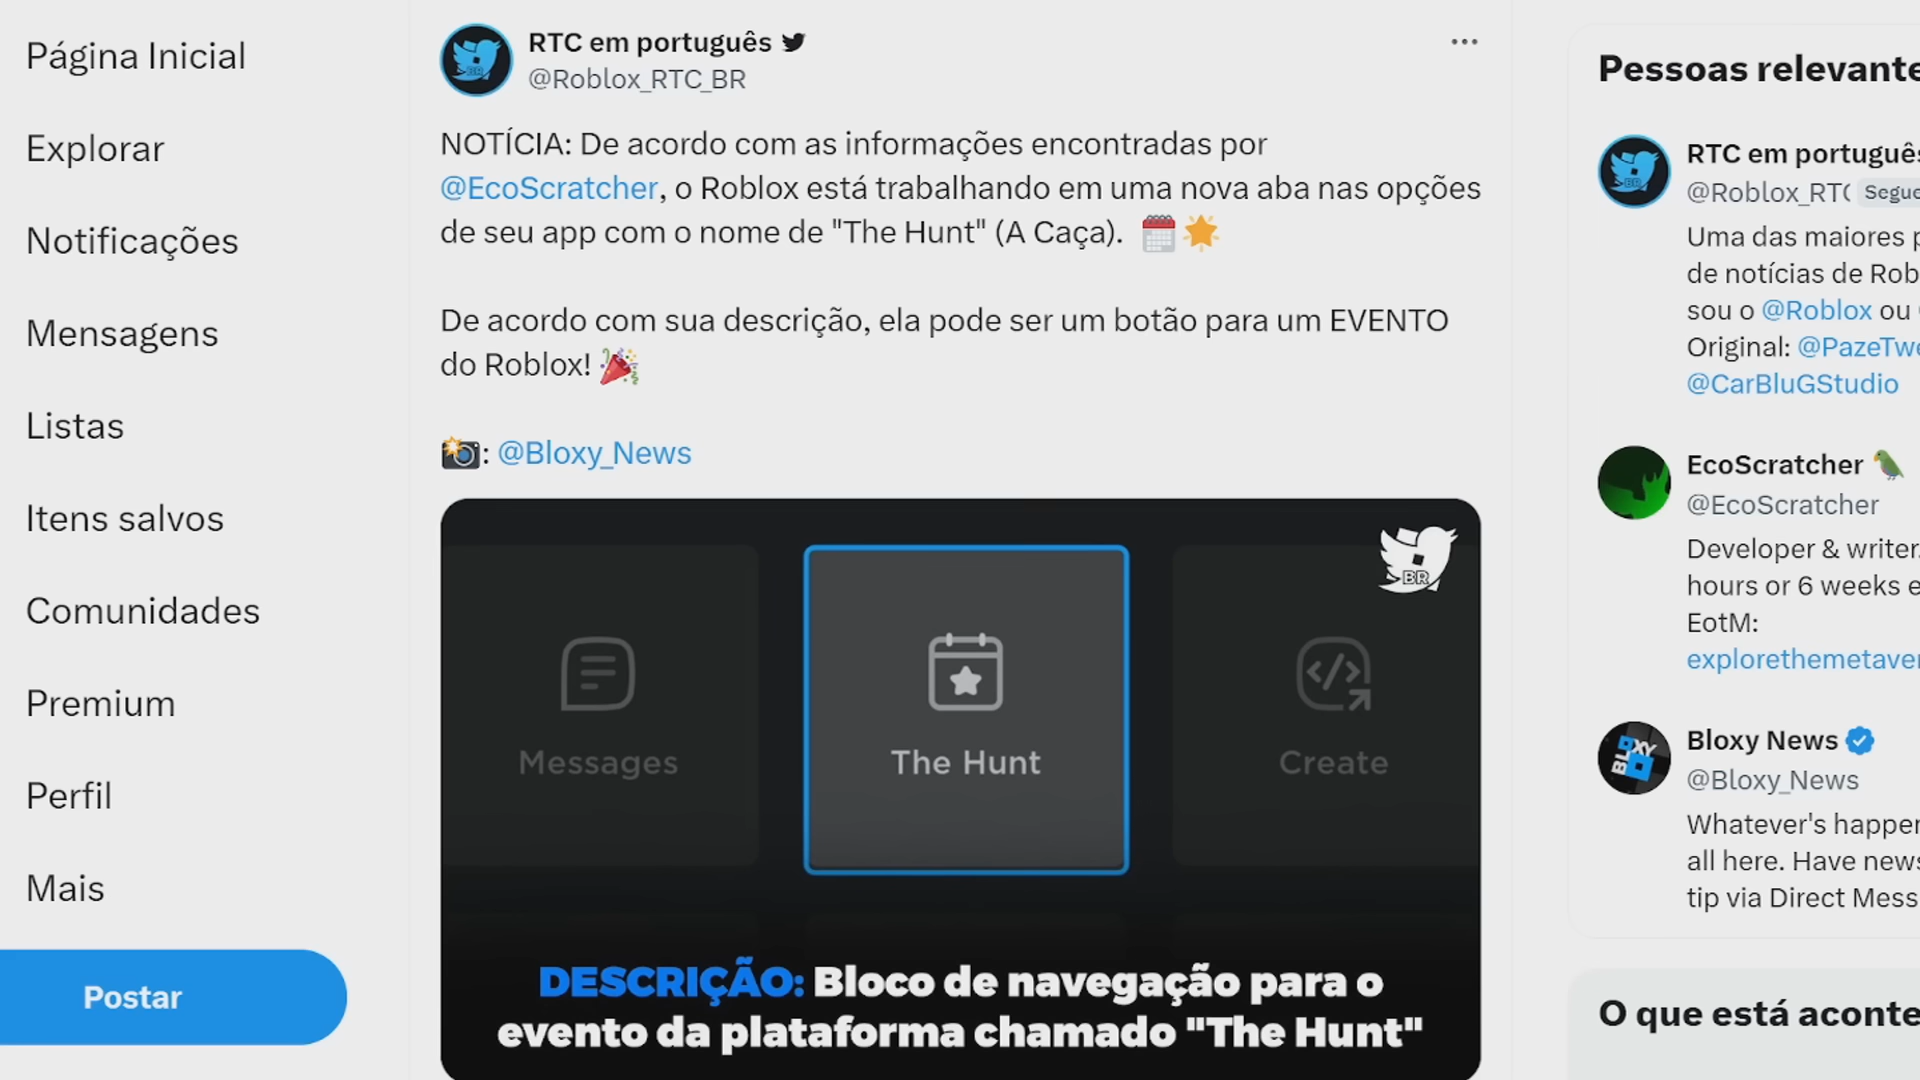 Página Inicial
Explorar
Notificações
Mensagens
Listas
Itens salvos
Comunidades
Premium
Perfil
Mais
Postar
RTC em português
@Roblox_RTC_BR
NOTÍCIA: De acordo com as informações encontradas por
@EcoScratcher, o Roblox está trabalhando em uma nova aba nas opções
de seu app com o nome de "The Hunt" (A Caça).
De acordo com sua descrição, ela pode ser um botão para um EVENTO
do Roblox!
: @Bloxy_News
BR
Messages
The Hunt
Create
DESCRIÇÃO: Bloco de navegação para o
evento da plataforma chamado "The Hunt"
Pessoas relevante
RTC em português
@Roblox_RTC Segue
Uma das maiores p
de notícias de Rob
sou o @Roblox ou
Original: @PazeTwe
@CarBluGStudio
EcoScratcher
@EcoScratcher
Developer & writer.
hours or 6 weeks e
EotM:
explorethemetaver
BLOXY
Bloxy News
@Bloxy_News
Whatever's happen
all here. Have news
tip via Direct Mess
O que está aconte